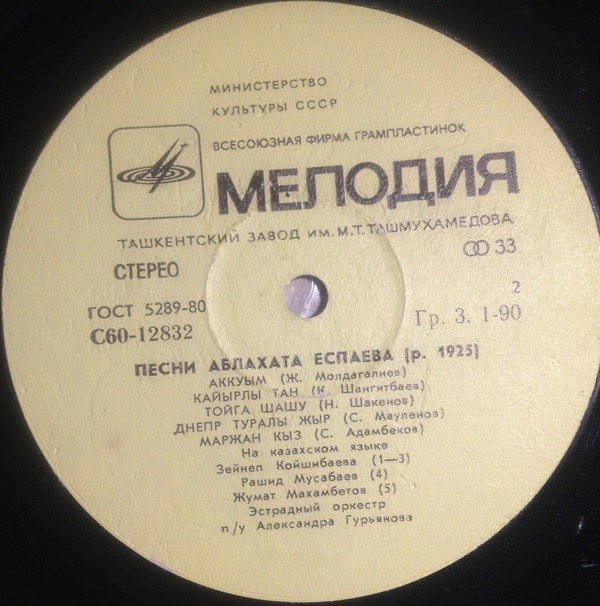 МИНИСТЕРСТВО
КУЛЬТУРЫ СССР
ВСЕСОЮЗНАЯ ФИРМА ГРАМПЛАСТИНОК
МЕЛОДИЯ
ТАШКЕНТСКИЙ ЗАВОД ИМ. М.Т. ТАШМУХАМЕДОВА
СТЕРЕО
33
ГОСТ 5289-80
2
С60-12832
Гр. 3. 1-90
ПЕСНИ АБЛАХАТА ЕСПАЕВА (р. 1925)
АККУЫМ (Ж. Молдагалиев)
КАЙЫРЛЫ ТАН (К. Шангитбаев)
ТОЙГА ШАШУ (Н. Шакенов)
ДНЕПР ТУРАЛЫ ЖЫР (С. Мауленов)
МАРЖАН КЫЗ (С. Адамбеков)
На казахском языке
Зейнеп Койшибаева (1—3)
Рашид Мусабаев (4)
Жумат Махамбетов (5)
Эстрадный оркестр
п/у Александра Гурьянова